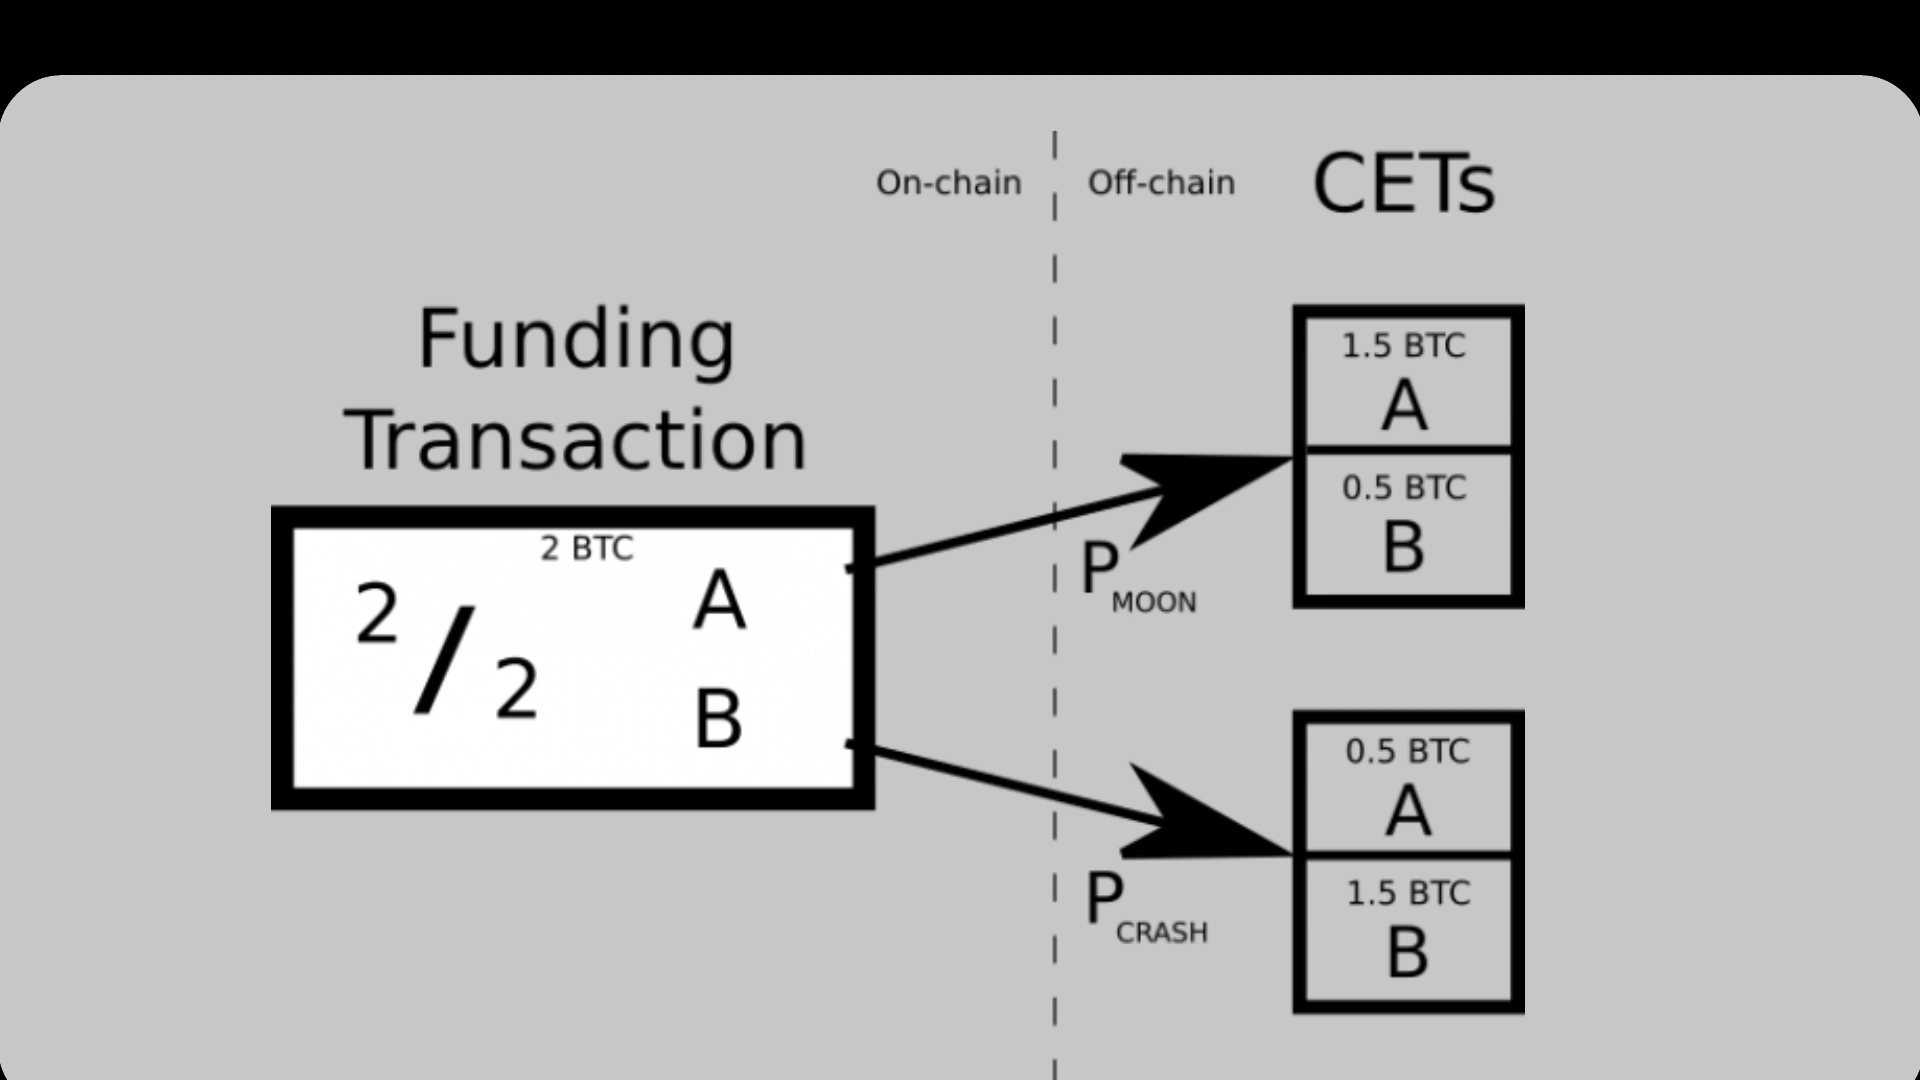 On-chain
Off-chain
CETs
Funding
Transaction
2 BTC
2/2
A
B
P MOON
1.5 BTC
A
0.5 BTC
B
P CRASH
0.5 BTC
A
1.5 BTC
B